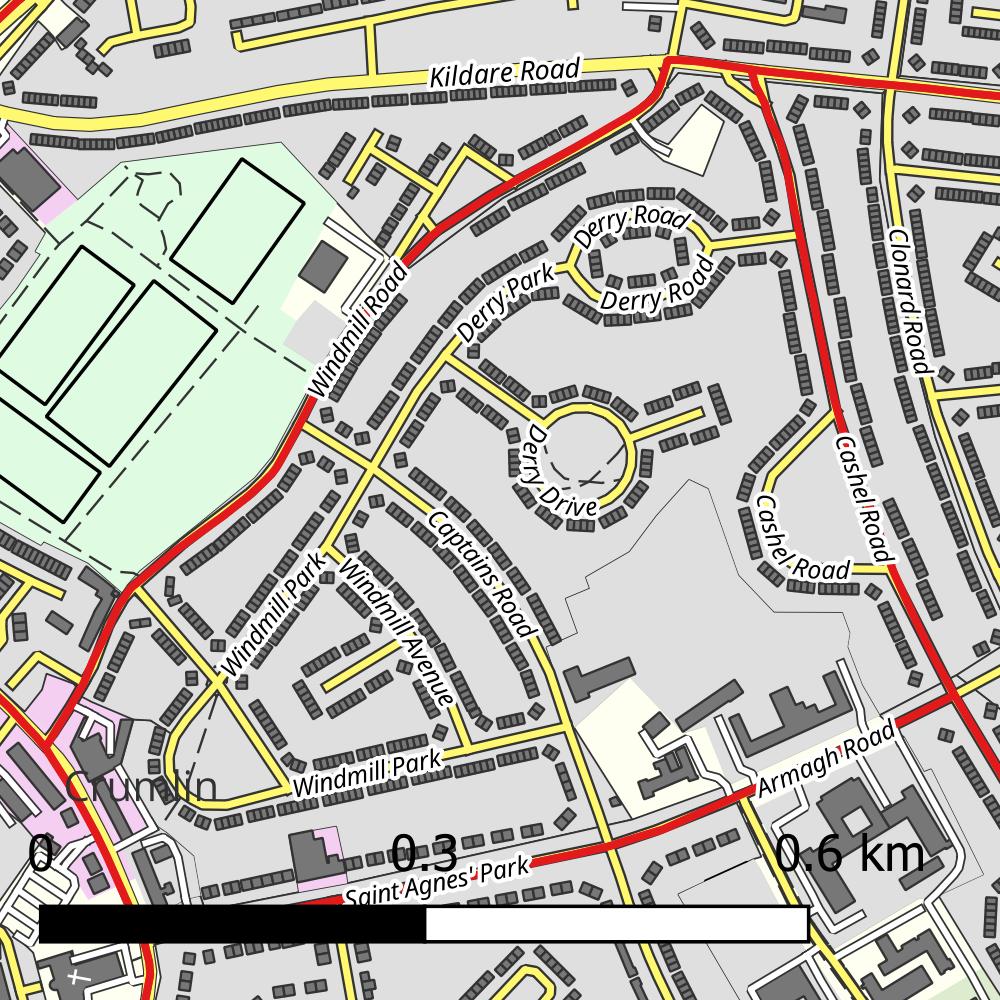 Kildare Road
Derry Road
Clonard Road
Derry Park
Derry Road
Windmill Road
Derry Drive
Cashel Road
Cashel Road
Captains Road
Windmill Park
Windmill Avenue
Windmill Park
Armagh Road
Crumlin
0 0.3 0.6 km
Saint Agnes' Park